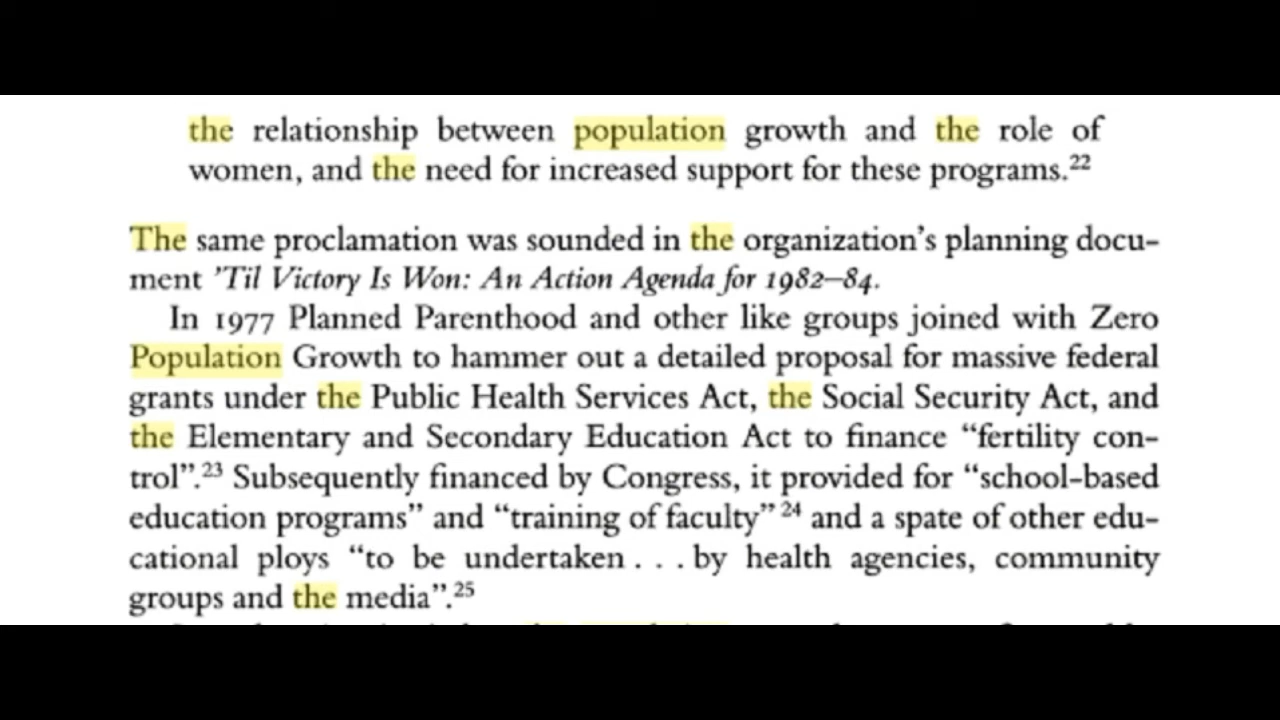 the relationship between population growth and the role of
women, and the need for increased support for these programs.22
The same proclamation was sounded in the organization's planning docu-
ment 'Til Victory Is Won: An Action Agenda for 1982–84.
In 1977 Planned Parenthood and other like groups joined with Zero
Population Growth to hammer out a detailed proposal for massive federal
grants under the Public Health Services Act, the Social Security Act, and
the Elementary and Secondary Education Act to finance "fertility con-
trol".23 Subsequently financed by Congress, it provided for "school-based
education programs" and "training of faculty" 24 and a spate of other edu-
cational ploys "to be undertaken . . . by health agencies, community
groups and the media".25